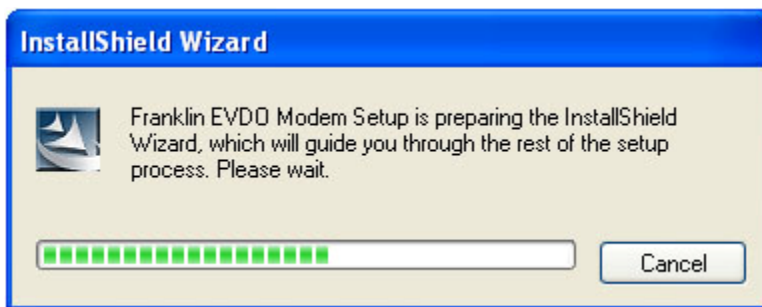 InstallShield Wizard
Franklin EVDO Modem Setup is preparing the InstallShield
Wizard, which will guide you through the rest of the setup
process. Please wait.
Cancel